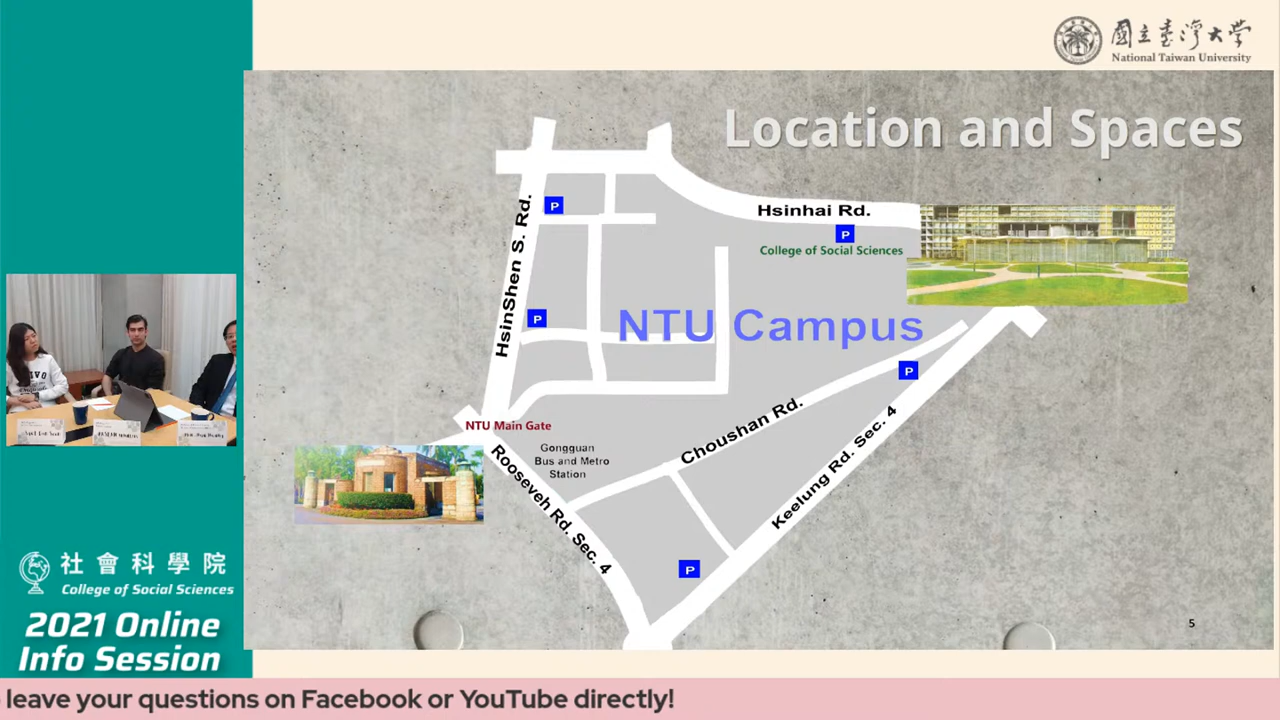 國立臺灣大學
National Taiwan University
Location and Spaces
P
HsinShen S. Rd.
Hsinhai Rd.
P
College of Social Sciences
P
NTU Campus
P
NTU Main Gate
Gongguan
Bus and Metro
Station
Choushan Rd.
Rooseveh Rd. Sec. 4
Keelung Rd. Sec. 4
P
5
社會科學院
College of Social Sciences
2021 Online
Info Session
leave your questions on Facebook or YouTube directly!